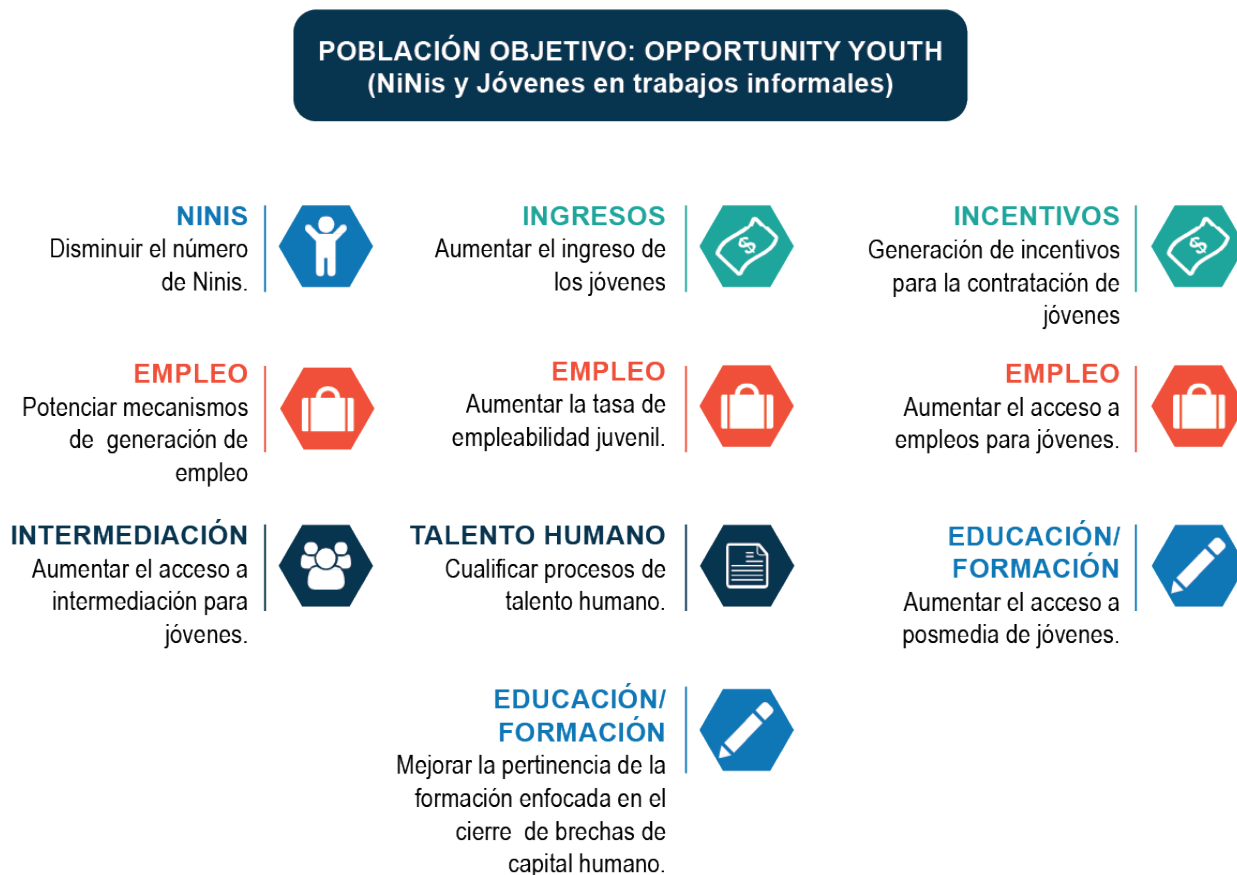 POBLACIÓN OBJETIVO: OPPORTUNITY YOUTH
(NiNis y Jóvenes en trabajos informales)
NINIS
Disminuir el número
de Ninis.
INGRESOS
Aumentar el ingreso de
los jóvenes
INCENTIVOS
Generación de incentivos
para la contratación de
jóvenes
EMPLEO
Potenciar mecanismos
de generación de
empleo
EMPLEO
Aumentar la tasa de
empleabilidad juvenil.
EMPLEO
Aumentar el acceso a
empleos para jóvenes.
INTERMEDIACIÓN
Aumentar el acceso a
intermediación para
jóvenes.
TALENTO HUMANO
Cualificar procesos de
talento humano.
EDUCACIÓN/
FORMACIÓN
Aumentar el acceso a
posmedia de jóvenes.
EDUCACIÓN/
FORMACIÓN
Mejorar la pertinencia de la
formación enfocada en el
cierre de brechas de
capital humano.